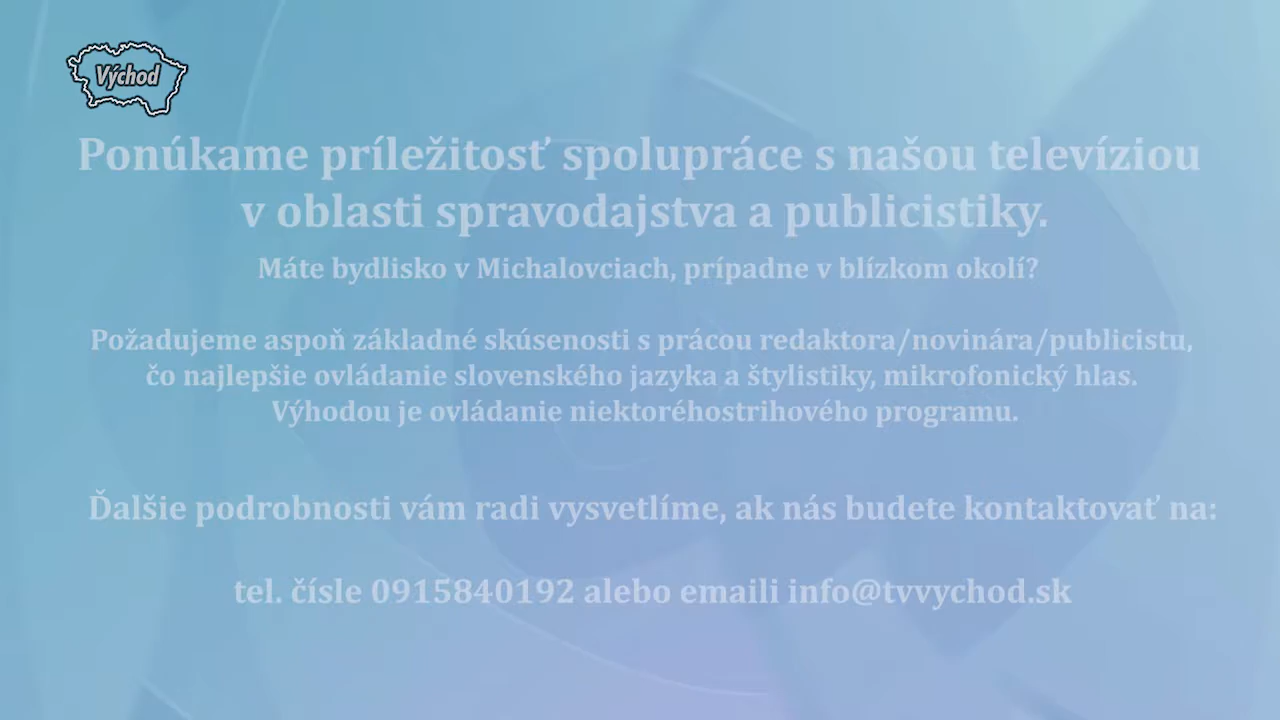 Východ
Ponúkame príležitosť spolupráce s našou televíziou
v oblasti spravodajstva a publicistiky.
Máte bydlisko v Michalovciach, prípadne v blízkom okolí?
Požadujeme aspoň základné skúsenosti s prácou redaktora/novinára/publicistu,
čo najlepšie ovládanie slovenského jazyka a štylistiky, mikrofonický hlas.
Výhodou je ovládanie niektoréhostrihového programu.
Ďalšie podrobnosti vám radi vysvetlíme, ak nás budete kontaktovať na:
tel. čísle 0915840192 alebo emaili info@tvvychod.sk